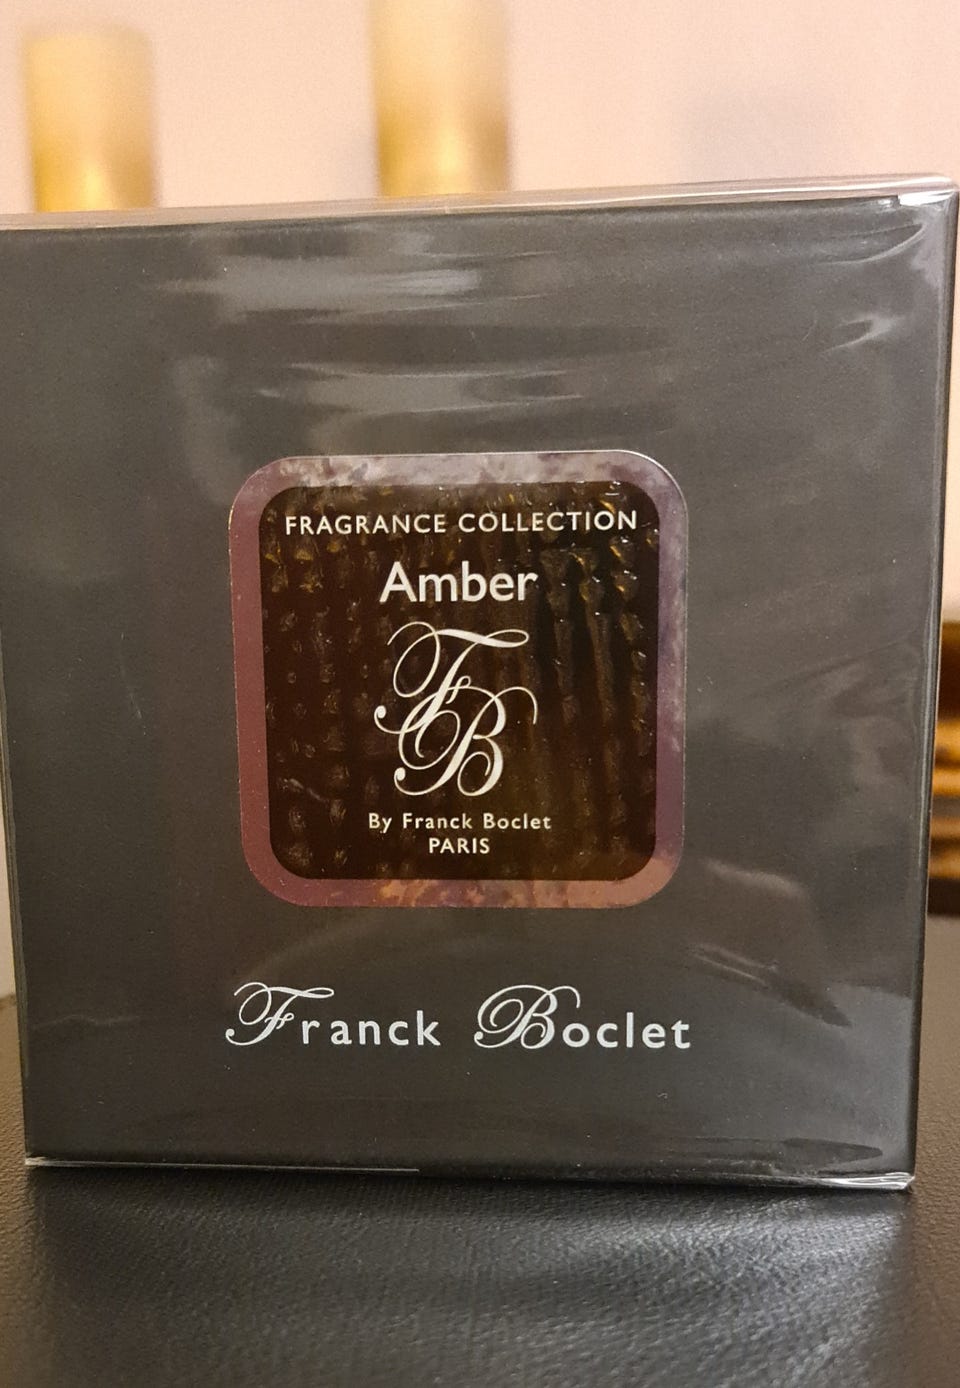 FRAGRANCE COLLECTION
Amber
FB
By Franck Boclet
PARIS
Franck Boclet